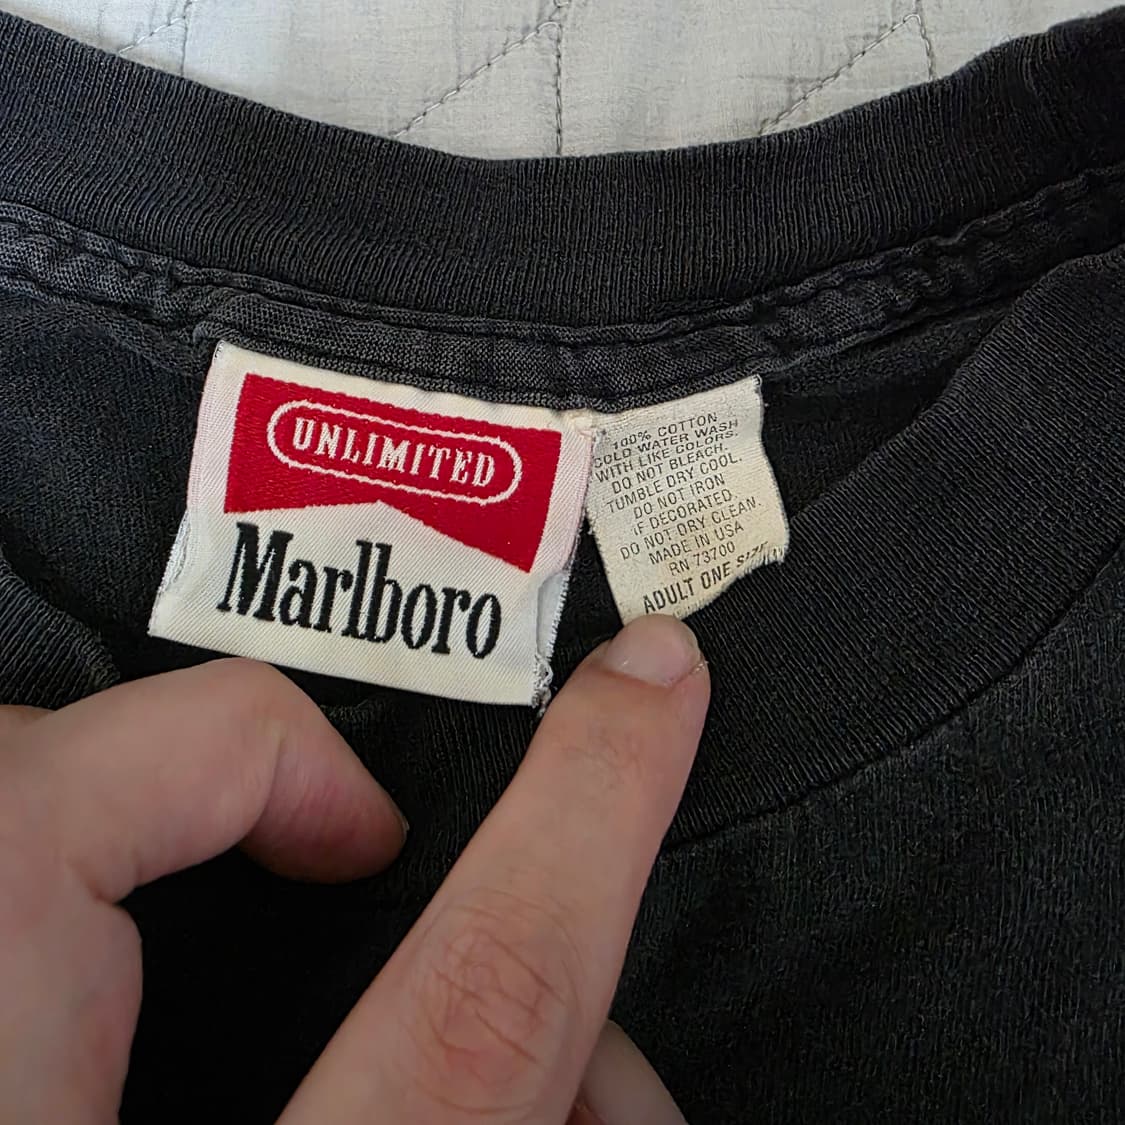 UNLIMITED
Marlboro
100% COTTON
COLD WATER WASH
WITH LIKE COLORS.
DO NOT BLEACH.
TUMBLE DRY COOL.
DO NOT IRON
IF DECORATED.
DO NOT DRY CLEAN.
MADE IN USA
RN 73700
ADULT ONE SIZE